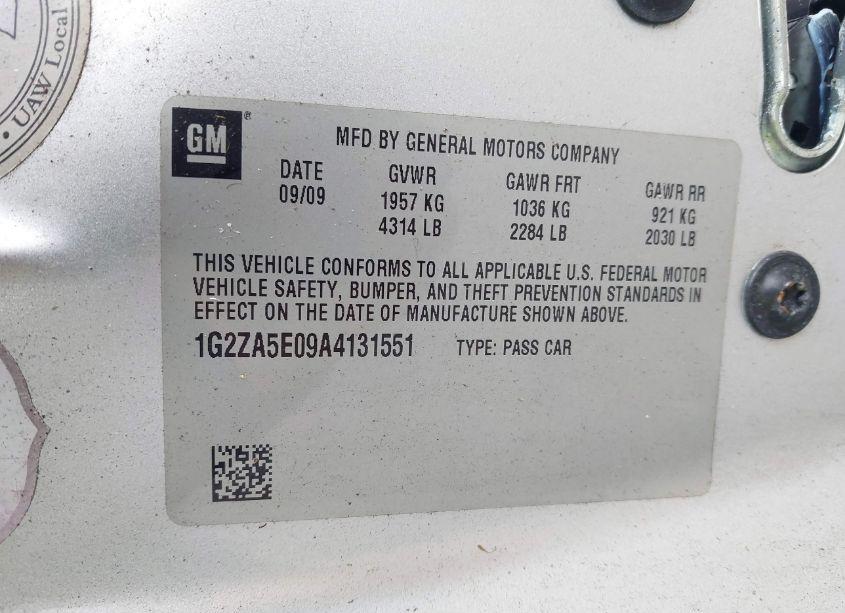 • UAW Local
GM®
MFD BY GENERAL MOTORS COMPANY
DATE GVWR GAWR FRT GAWR RR
09/09 1957 KG 1036 KG 921 KG
4314 LB 2284 LB 2030 LB
THIS VEHICLE CONFORMS TO ALL APPLICABLE U.S. FEDERAL MOTOR
VEHICLE SAFETY, BUMPER, AND THEFT PREVENTION STANDARDS IN
EFFECT ON THE DATE OF MANUFACTURE SHOWN ABOVE.
1G2ZA5E09A4131551 TYPE: PASS CAR